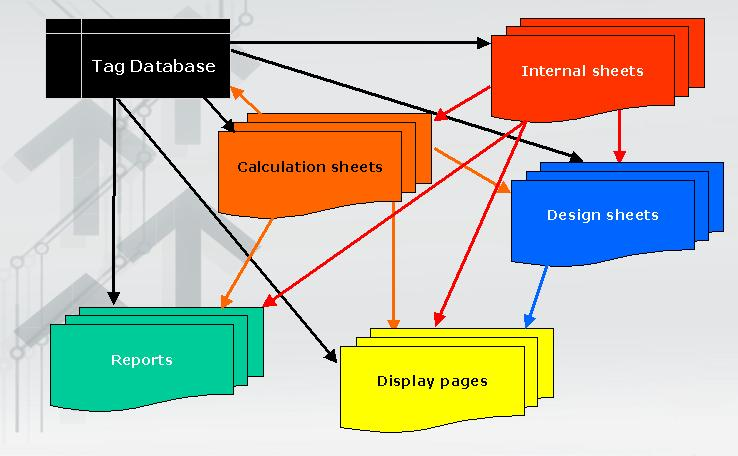 Tag Database
Internal sheets
Calculation sheets
Design sheets
Reports
Display pages